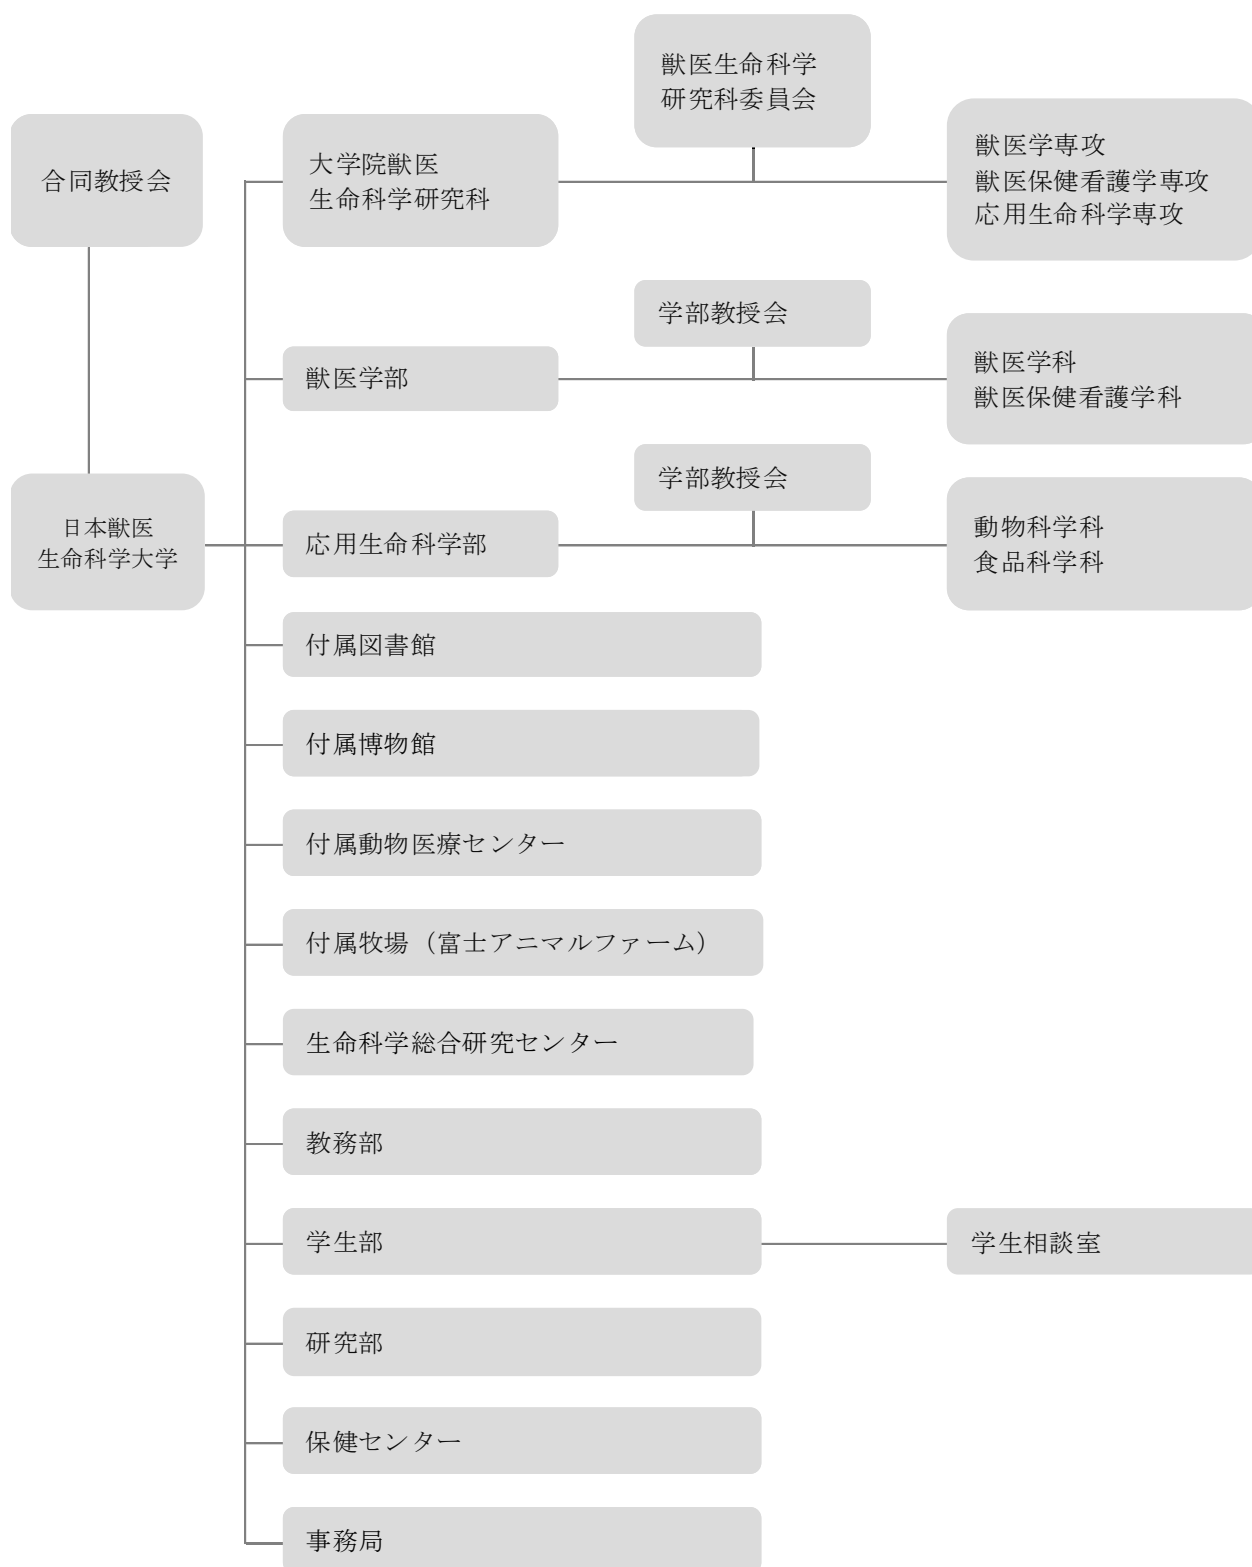 獣医生命科学
研究科委員会
合同教授会
大学院獣医
生命科学研究科
獣医学専攻
獣医保健看護学専攻
応用生命科学専攻
学部教授会
獣医学部
獣医学科
獣医保健看護学科
学部教授会
日本獣医
生命科学大学
応用生命科学部
動物科学科
食品科学科
付属図書館
付属博物館
付属動物医療センター
付属牧場（富士アニマルファーム）
生命科学総合研究センター
教務部
学生部
学生相談室
研究部
保健センター
事務局